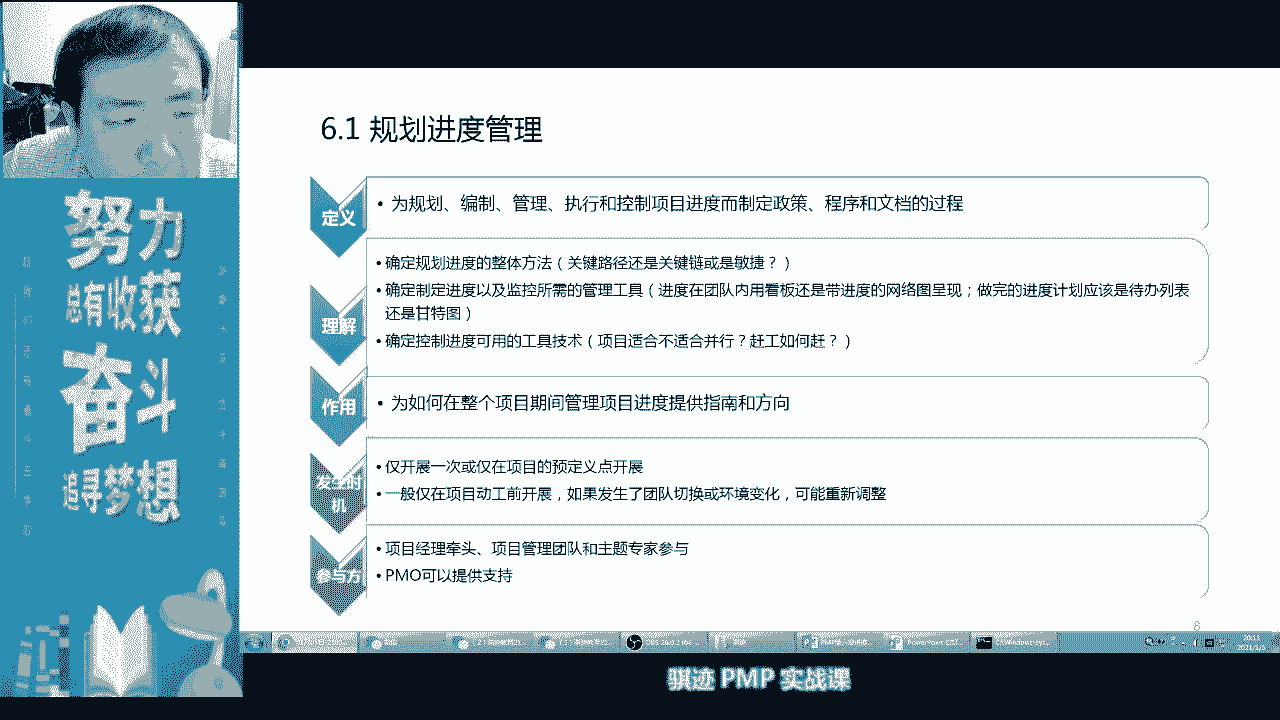 努力
总有收获
奋斗
追寻梦想
6.1 规划进度管理
定义
• 为规划、编制、管理、执行和控制项目进度而制定政策、程序和文档的过程
理解
• 确定规划进度的整体方法（关键路径还是关键链或是敏捷？）
• 确定制定进度以及监控所需的管理工具（进度在团队内用看板还是带进度的网络图呈现；做完的进度计划应该是待办列表
还是甘特图）
• 确定控制进度可用的工具技术（项目适合不适合并行？赶工如何赶？）
作用
• 为如何在整个项目期间管理项目进度提供指南和方向
发生时
机
• 仅开展一次或仅在项目的预定义点开展
• 一般仅在项目动工前开展，如果发生了团队切换或环境变化，可能重新调整
参与方
• 项目经理牵头、项目管理团队和主题专家参与
• PMO可以提供支持
8
骐迹 PMP 实战课